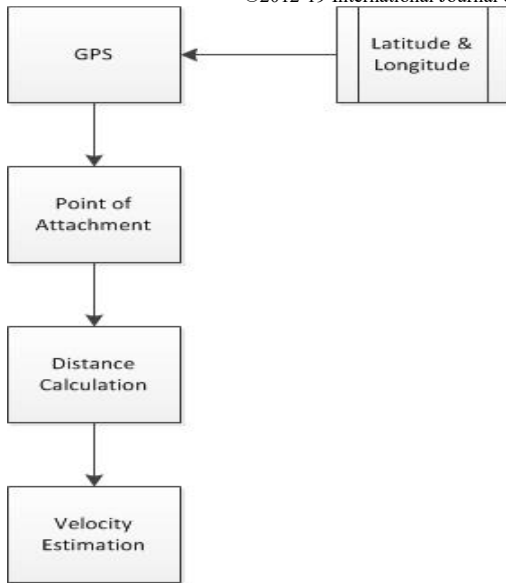 ©2012-19 International Journal
GPS
Latitude &
Longitude
Point of
Attachment
Distance
Calculation
Velocity
Estimation